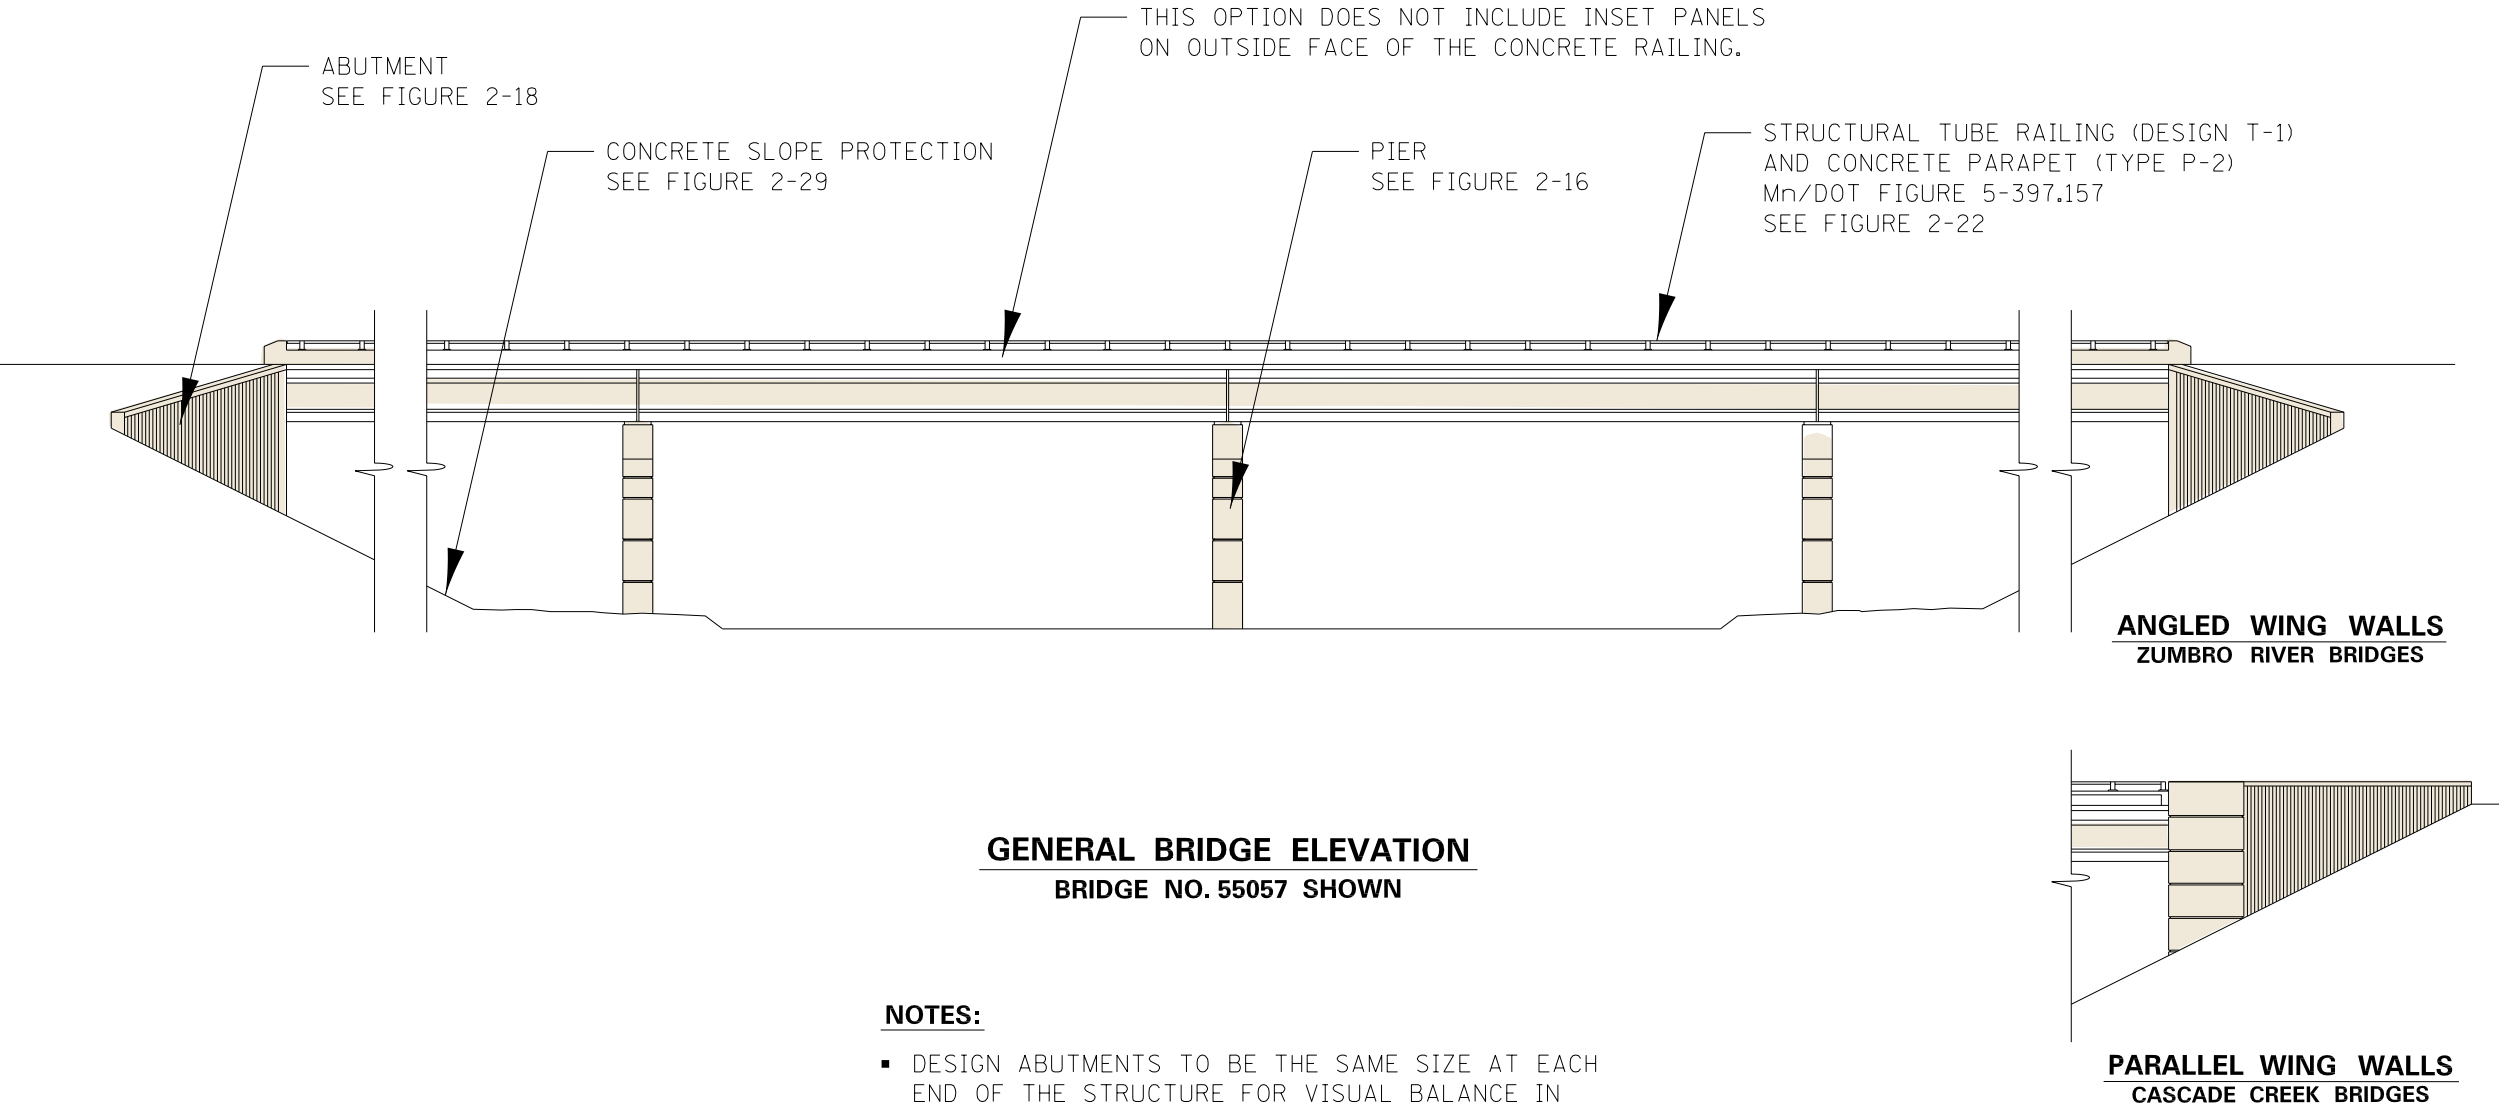 THIS OPTION DOES NOT INCLUDE INSET PANELS
ON OUTSIDE FACE OF THE CONCRETE RAILING.
ABUTMENT
SEE FIGURE 2-18
CONCRETE SLOPE PROTECTION
SEE FIGURE 2-29
PIER
SEE FIGURE 2-16
STRUCTURAL TUBE RAILING (DESIGN T-1)
AND CONCRETE PARAPET (TYPE P-2)
Mn/DOT FIGURE 5-397.157
SEE FIGURE 2-22
ANGLED WING WALLS
ZUMBRO RIVER BRIDGES
GENERAL BRIDGE ELEVATION
BRIDGE NO. 55057 SHOWN
NOTES:
▪ DESIGN ABUTMENTS TO BE THE SAME SIZE AT EACH
END OF THE STRUCTURE FOR VISUAL BALANCE IN
PARALLEL WING WALLS
CASCADE CREEK BRIDGES